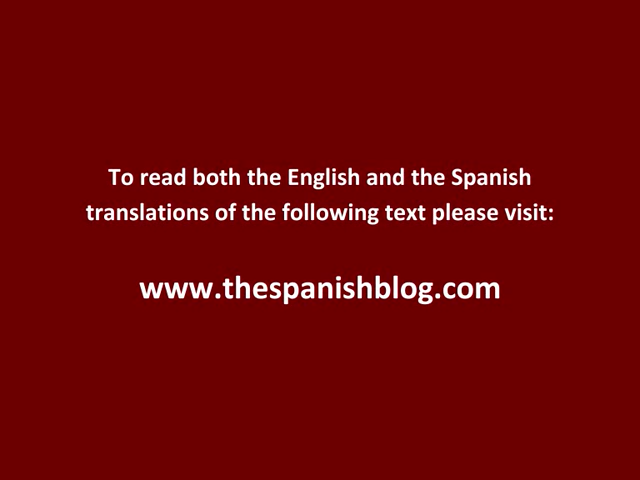 To read both the English and the Spanish
translations of the following text please visit:
www.thespanishblog.com